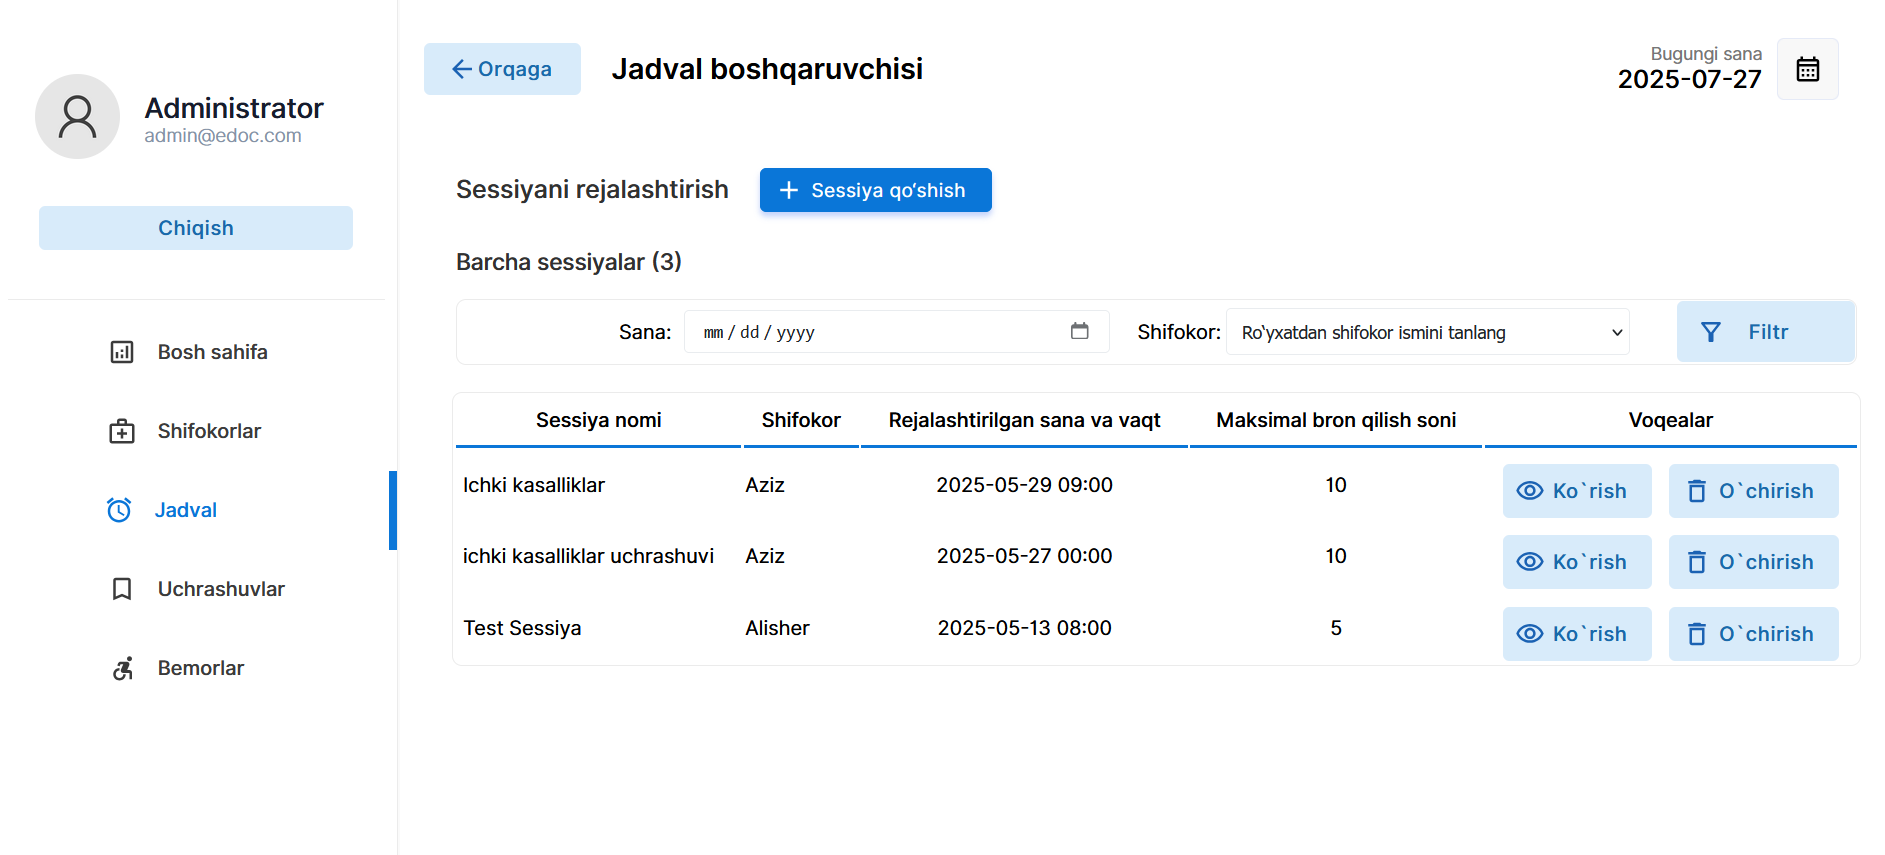 Administrator
admin@edoc.com
Chiqish
Bosh sahifa
Shifokorlar
Jadval
Uchrashuvlar
Bemorlar
Orqaga
Jadval boshqaruvchisi
Bugungi sana
2025-07-27
Sessiyani rejalashtirish
Sessiya qo‘shish
Barcha sessiyalar (3)
Sana: mm / dd / yyyy Shifokor: Ro‘yxatdan shifokor ismini tanlang Filtr
Sessiya nomi Shifokor Rejalashtirilgan sana va vaqt Maksimal bron qilish soni Voqealar
Ichki kasalliklar Aziz 2025-05-29 09:00 10 Ko`rish O`chirish
ichki kasalliklar uchrashuvi Aziz 2025-05-27 00:00 10 Ko`rish O`chirish
Test Sessiya Alisher 2025-05-13 08:00 5 Ko`rish O`chirish